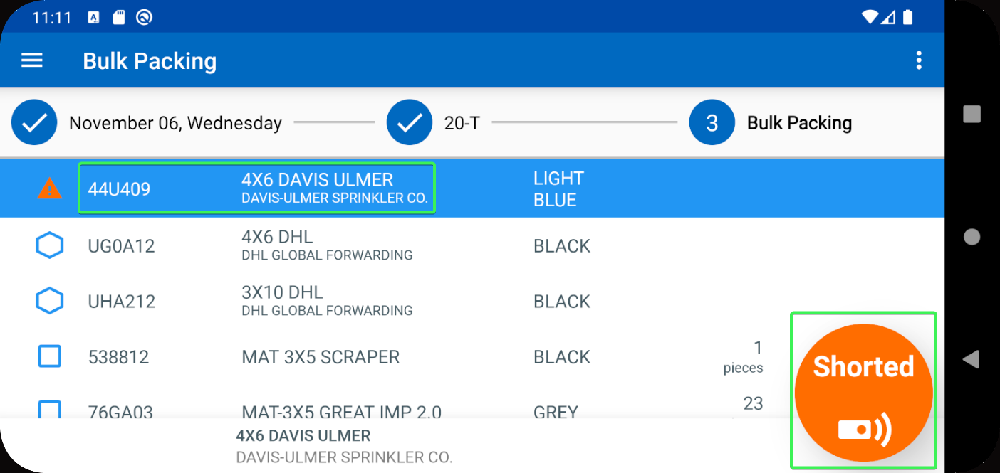 11:11
Bulk Packing
November 06, Wednesday
20-T
3
Bulk Packing
44U409
4X6 DAVIS ULMER
DAVIS-ULMER SPRINKLER CO.
LIGHT
BLUE
UG0A12
4X6 DHL
DHL GLOBAL FORWARDING
BLACK
UHA212
3X10 DHL
DHL GLOBAL FORWARDING
BLACK
538812
MAT 3X5 SCRAPER
BLACK
1
pieces
76GA03
MAT-3X5 GREAT IMP 2.0
GREY
23
Shorted
4X6 DAVIS ULMER
DAVIS-ULMER SPRINKLER CO.